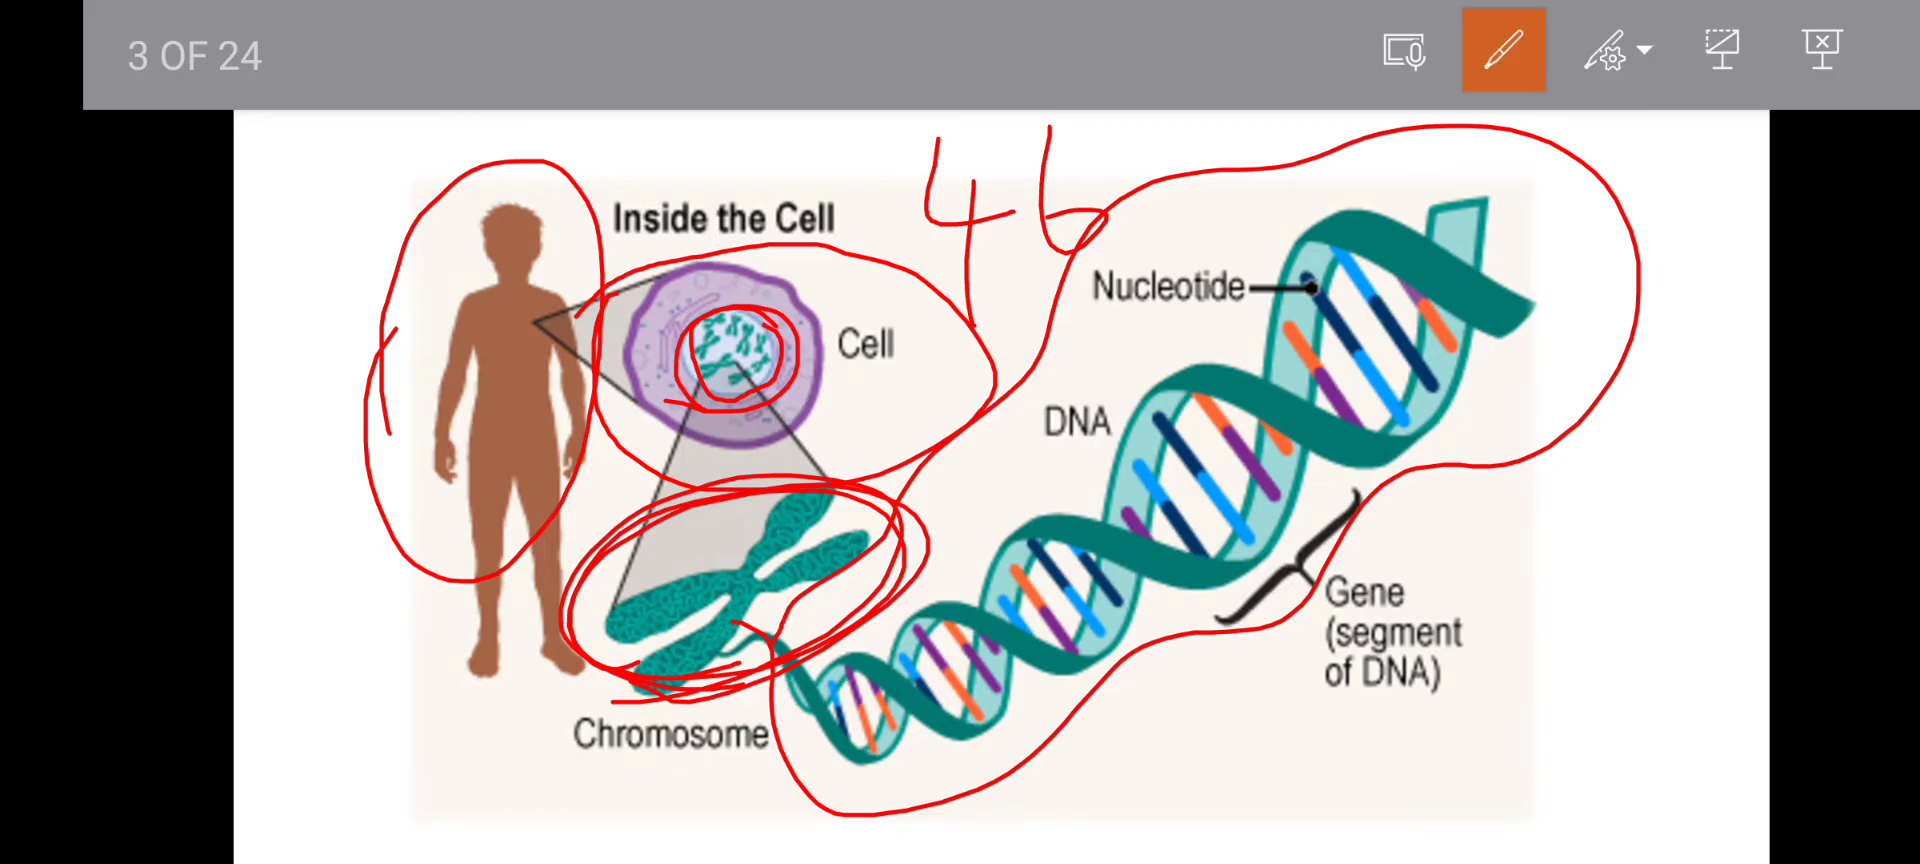 3 OF 24
46
Inside the Cell
Nucleotide
Cell
DNA
Gene
(segment
of DNA)
Chromosome